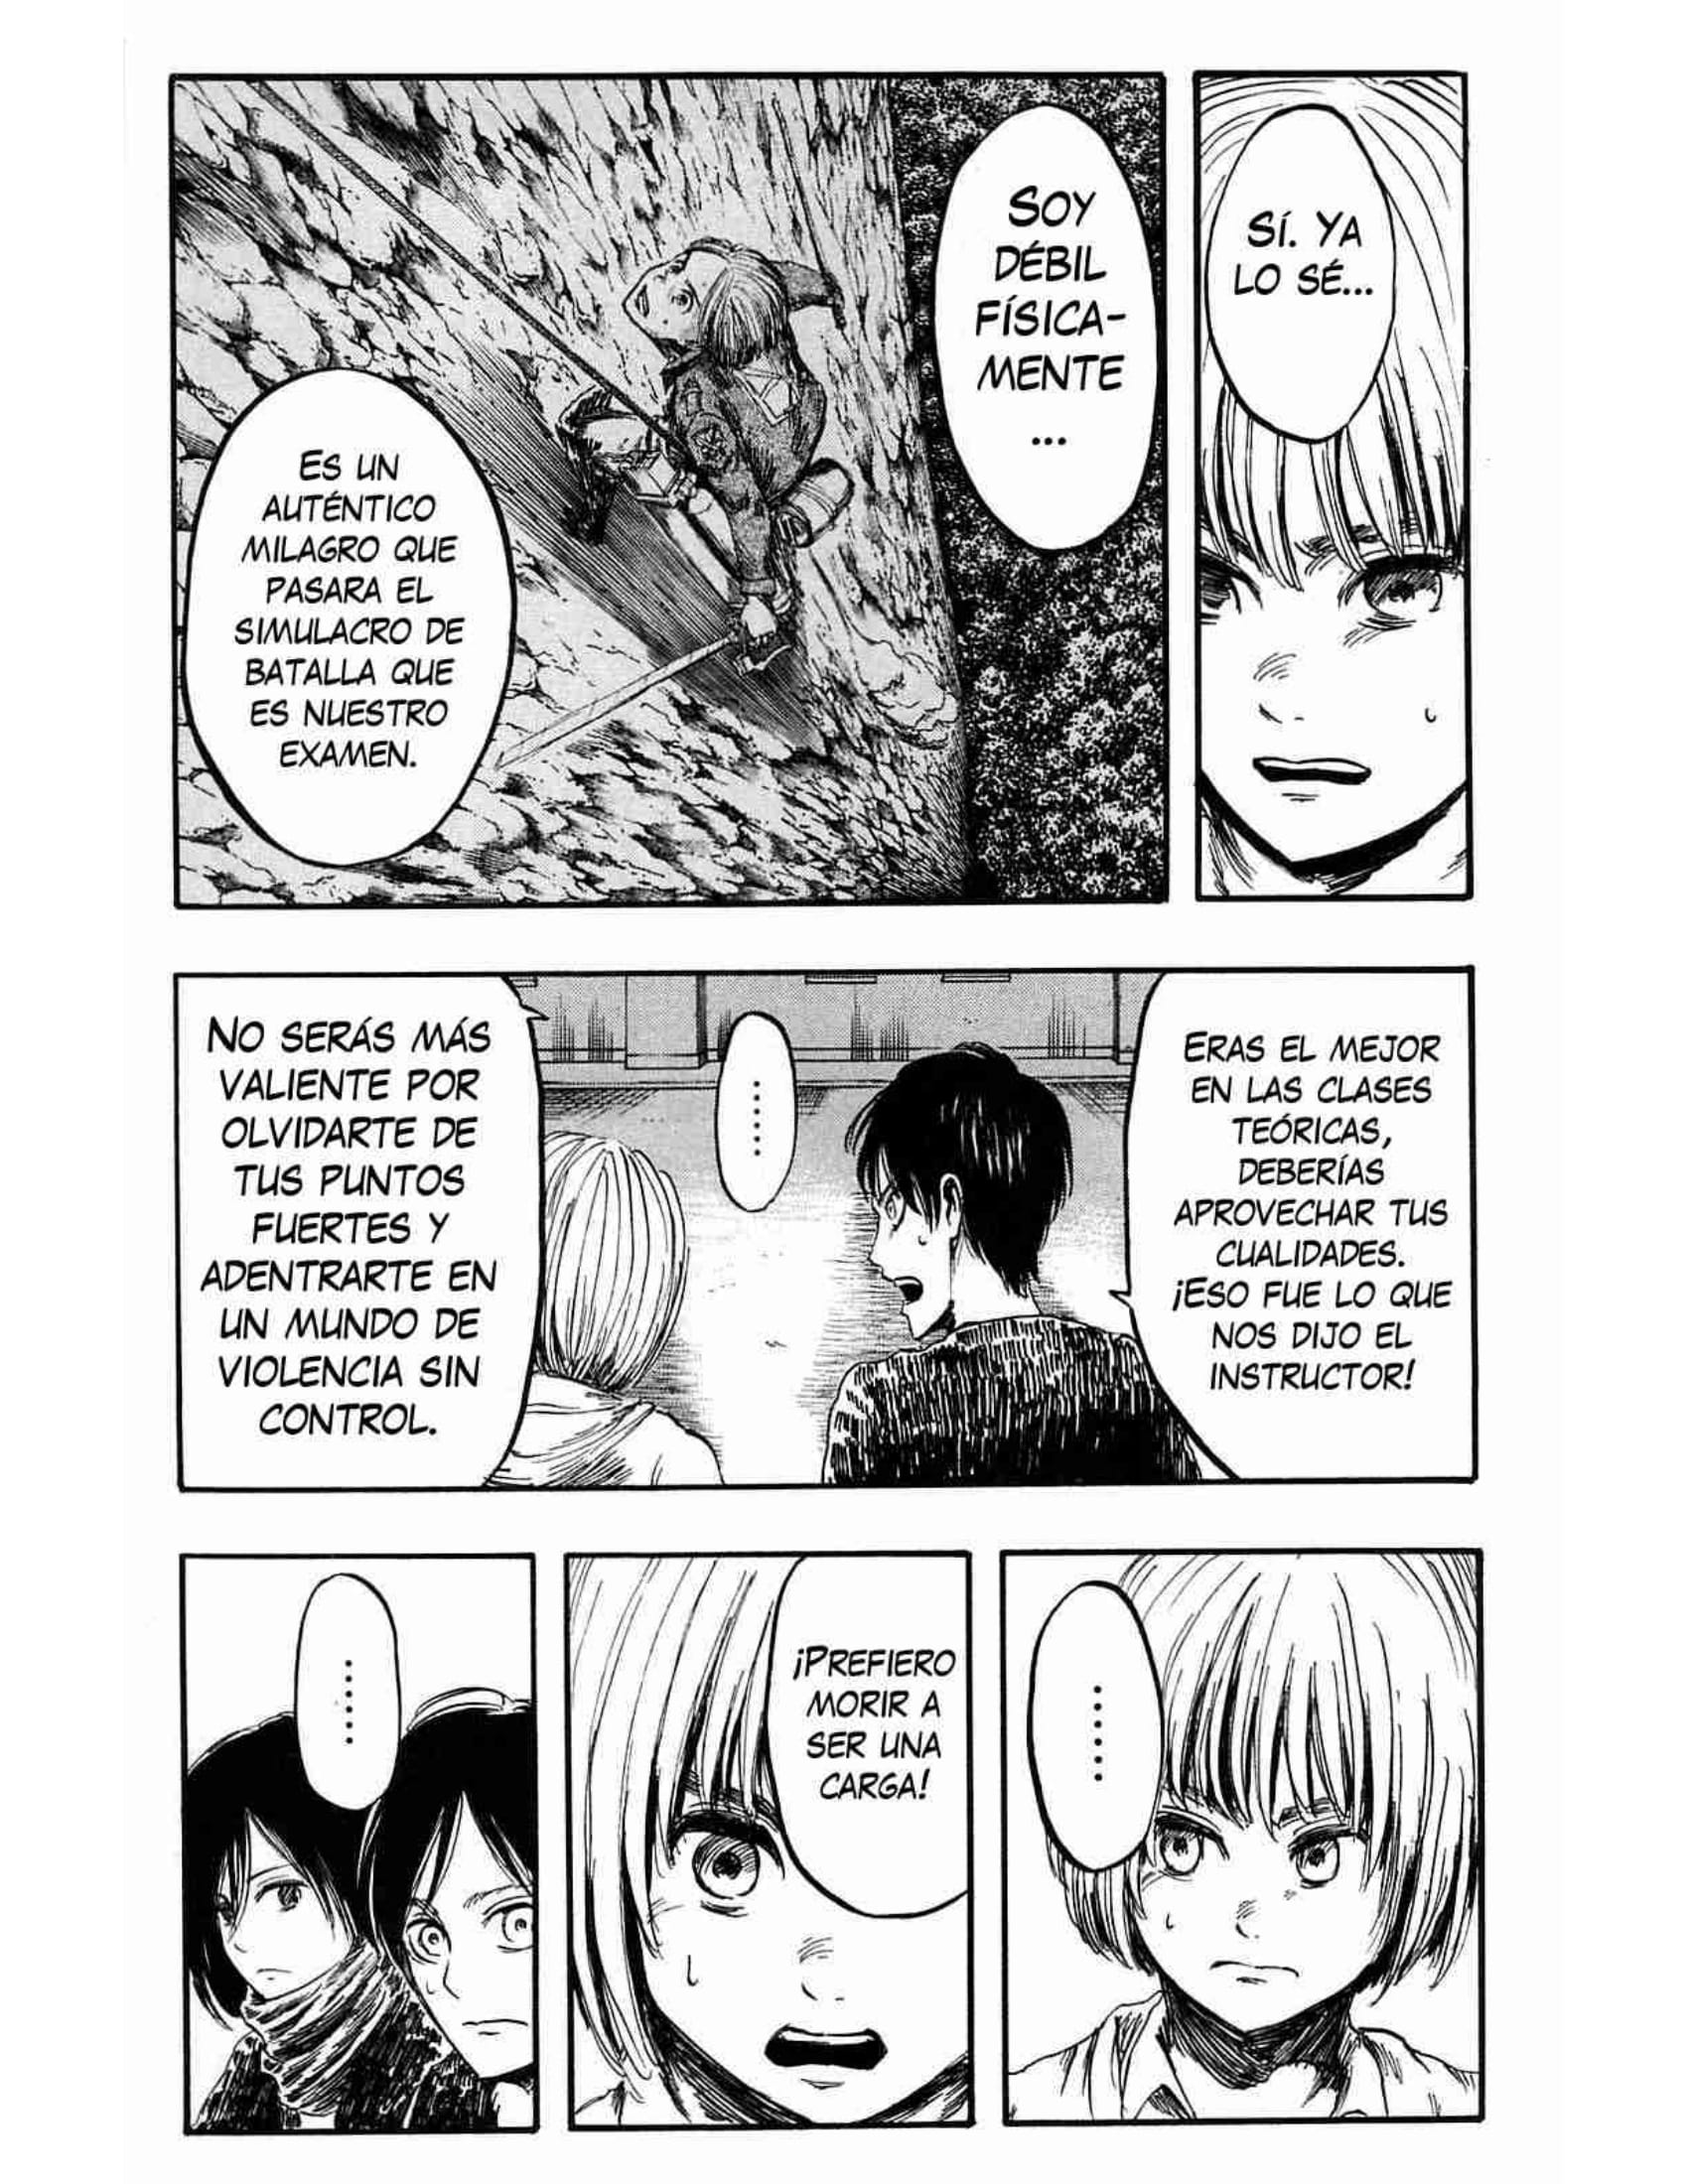 SÍ. YA
LO SÉ...
SOY
DÉBIL
FÍSICA-
MENTE
...
ES UN
AUTÉNTICO
MILAGRO QUE
PASARA EL
SIMULACRO DE
BATALLA QUE
ES NUESTRO
EXAMEN.
ERAS EL MEJOR
EN LAS CLASES
TEÓRICAS,
DEBERÍAS
APROVECHAR TUS
CUALIDADES.
¡ESO FUE LO QUE
NOS DIJO EL
INSTRUCTOR!
......
NO SERÁS MÁS
VALIENTE POR
OLVIDARTE DE
TUS PUNTOS
FUERTES Y
ADENTRARTE EN
UN MUNDO DE
VIOLENCIA SIN
CONTROL.
......
¡PREFIERO
MORIR A
SER UNA
CARGA!
......